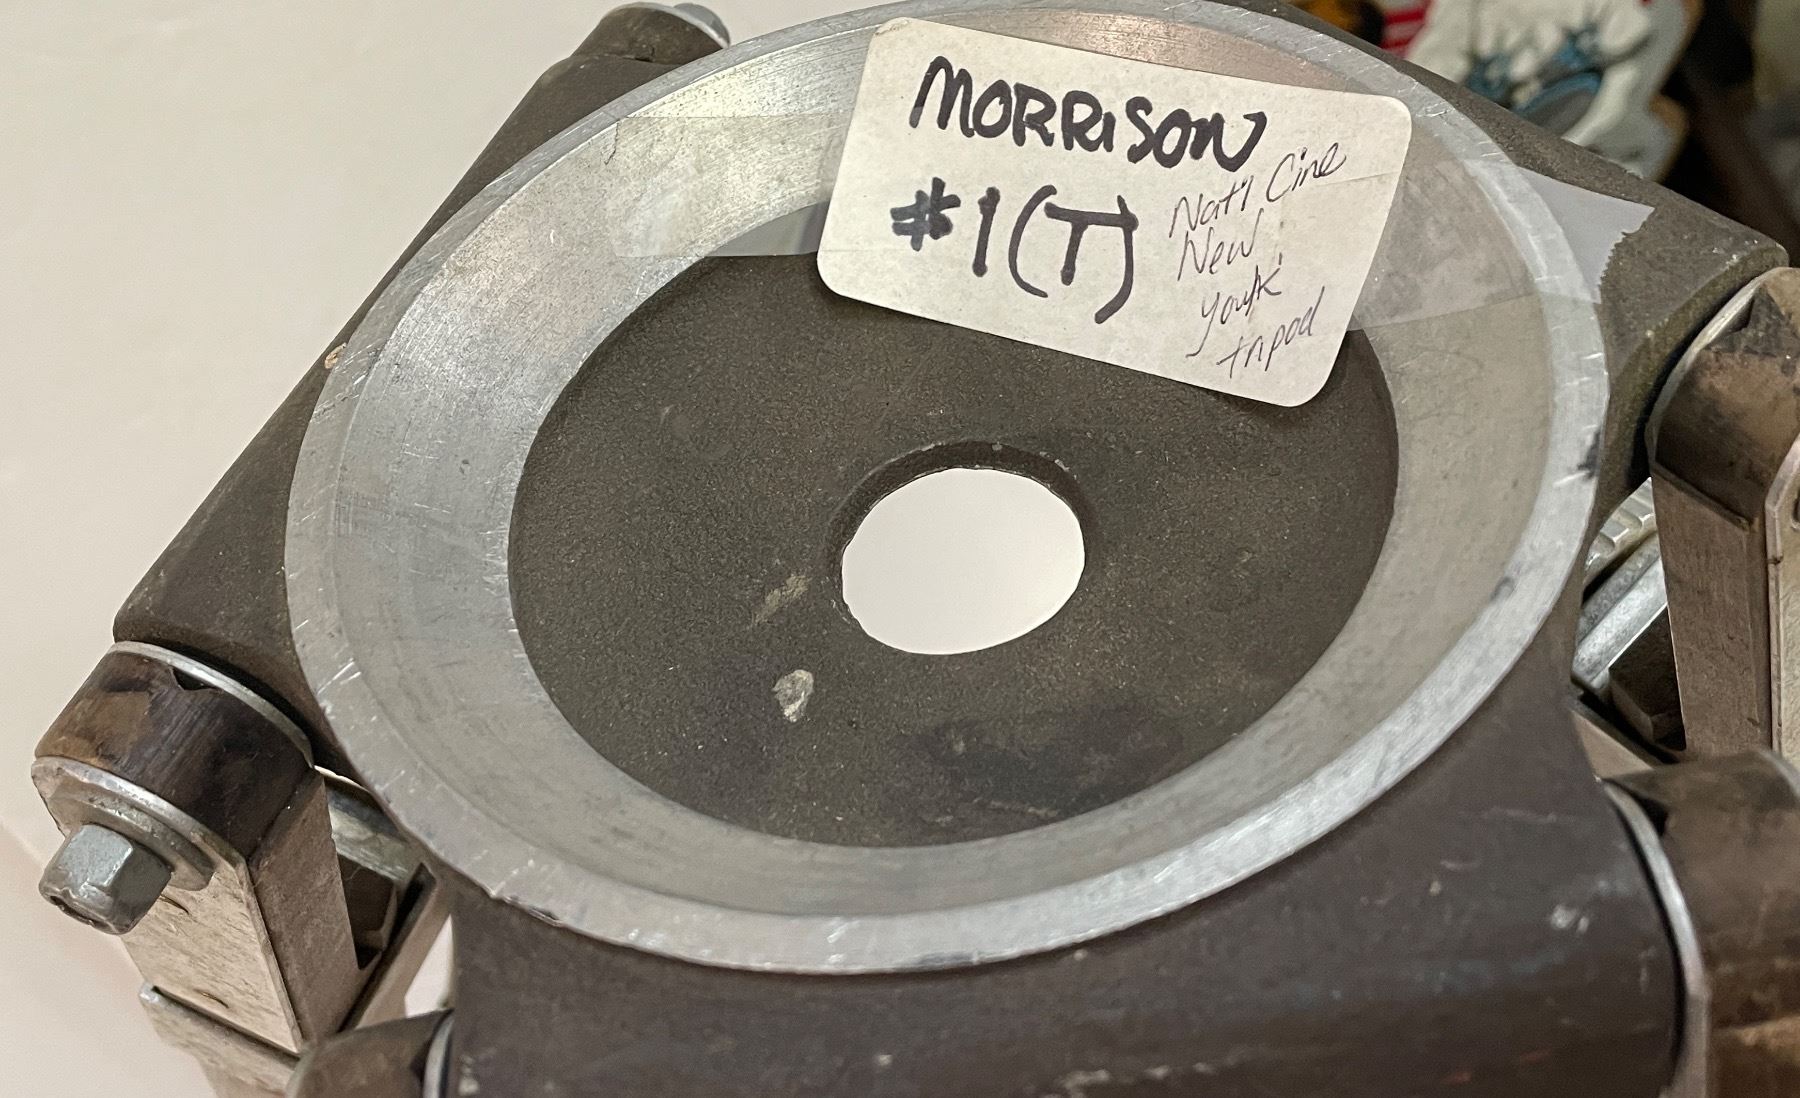 MORRISON
#1(T)
Nat'l Cine
New
York
tripod